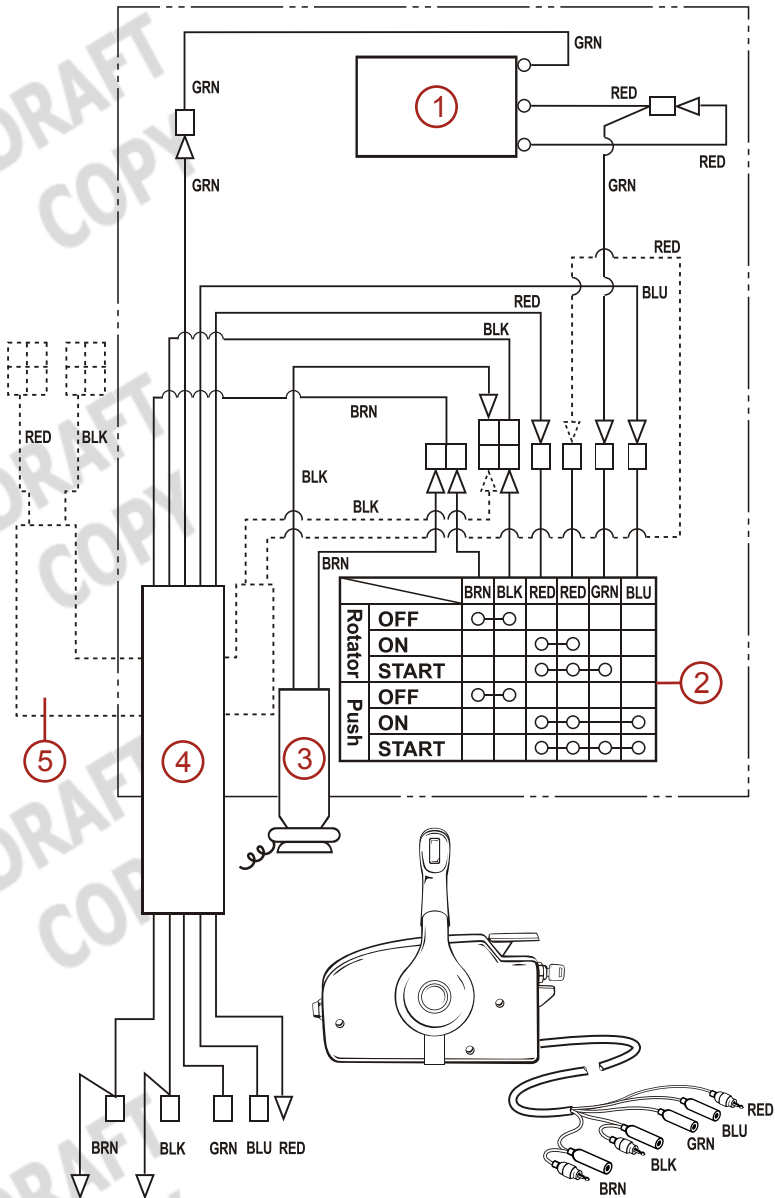 DRAFT
COPY
GRN
1
GRN
RED
RED
GRN
GRN
RED
BLU
RED
BLK
BRN
RED
BLK
BLK
BLK
DRAFT
COPY
BRN
BRN BLK RED RED GRN BLU
Rotator
OFF
ON
START
Push
OFF
ON
START
2
3
4
5
DRAFT
COPY
BRN
BLK
GRN
BLU
RED
RED
BLU
GRN
BLK
BRN
DRAFT